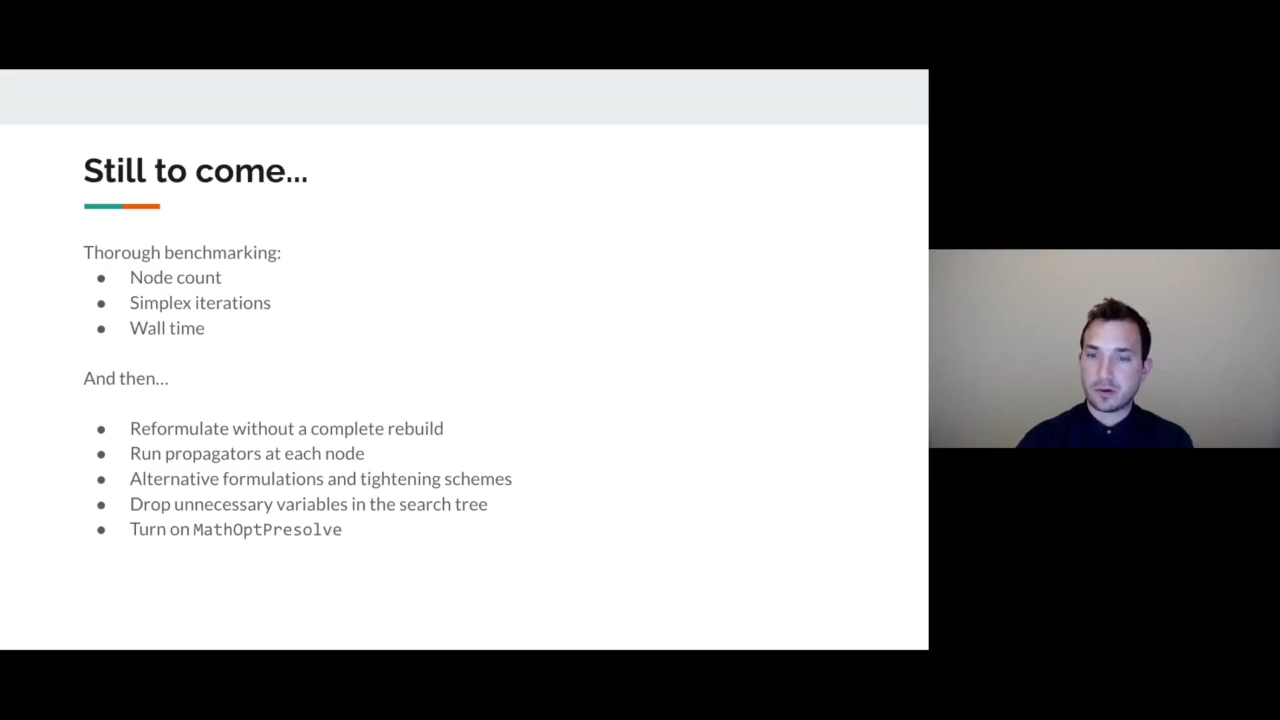 Still to come...
Thorough benchmarking:
● Node count
● Simplex iterations
● Wall time
And then...
● Reformulate without a complete rebuild
● Run propagators at each node
● Alternative formulations and tightening schemes
● Drop unnecessary variables in the search tree
● Turn on MathOptPresolve